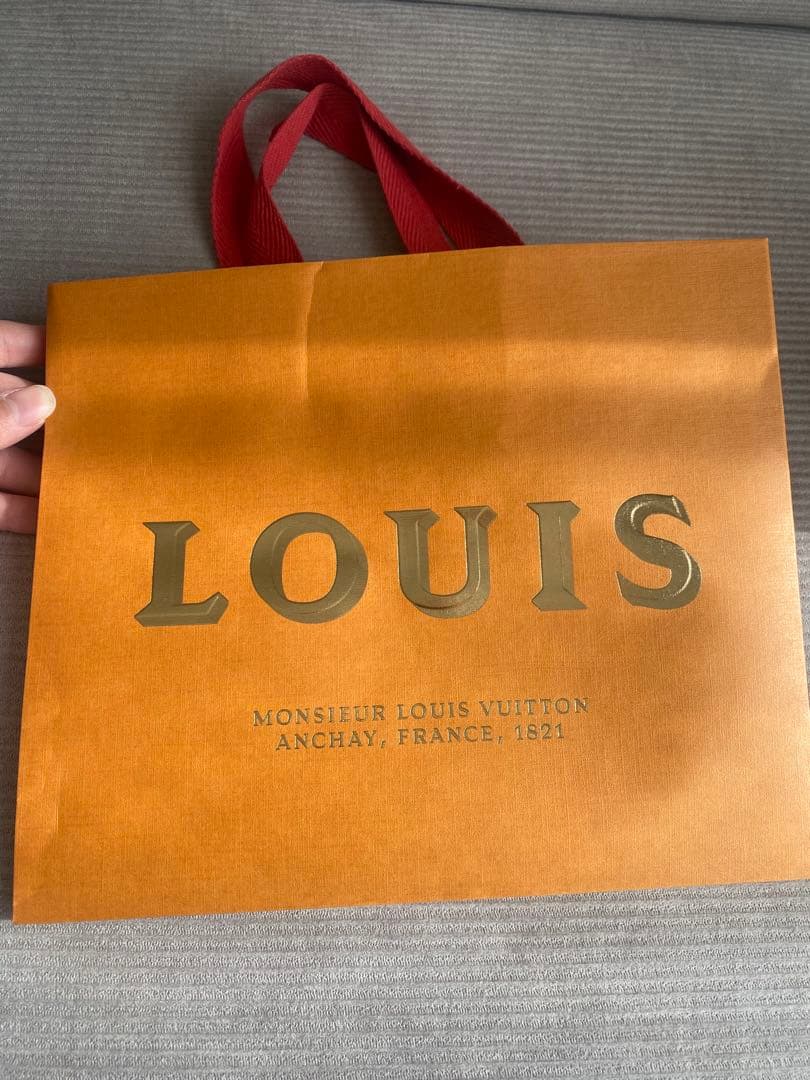 LOUIS
MONSIEUR LOUIS VUITTON
ANCHAY, FRANCE, 1821